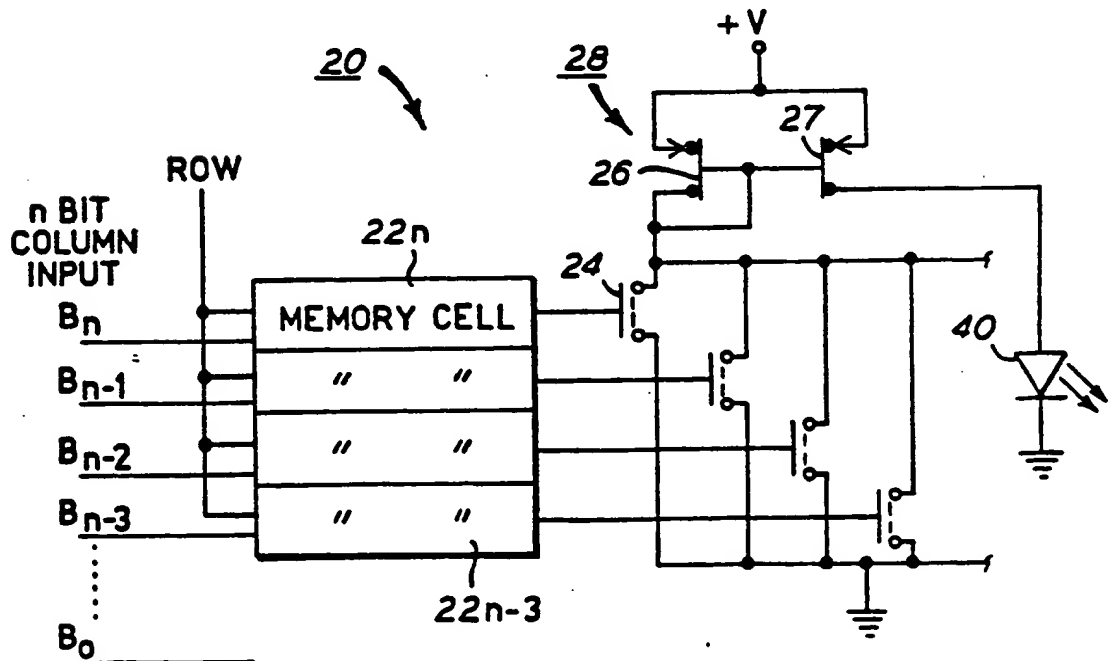 +V
20
28
27
26
ROW
n BIT
COLUMN
INPUT
22n
24
Bn
MEMORY CELL
40
Bn-1
" "
Bn-2
" "
Bn-3
" "
22n-3
Bo